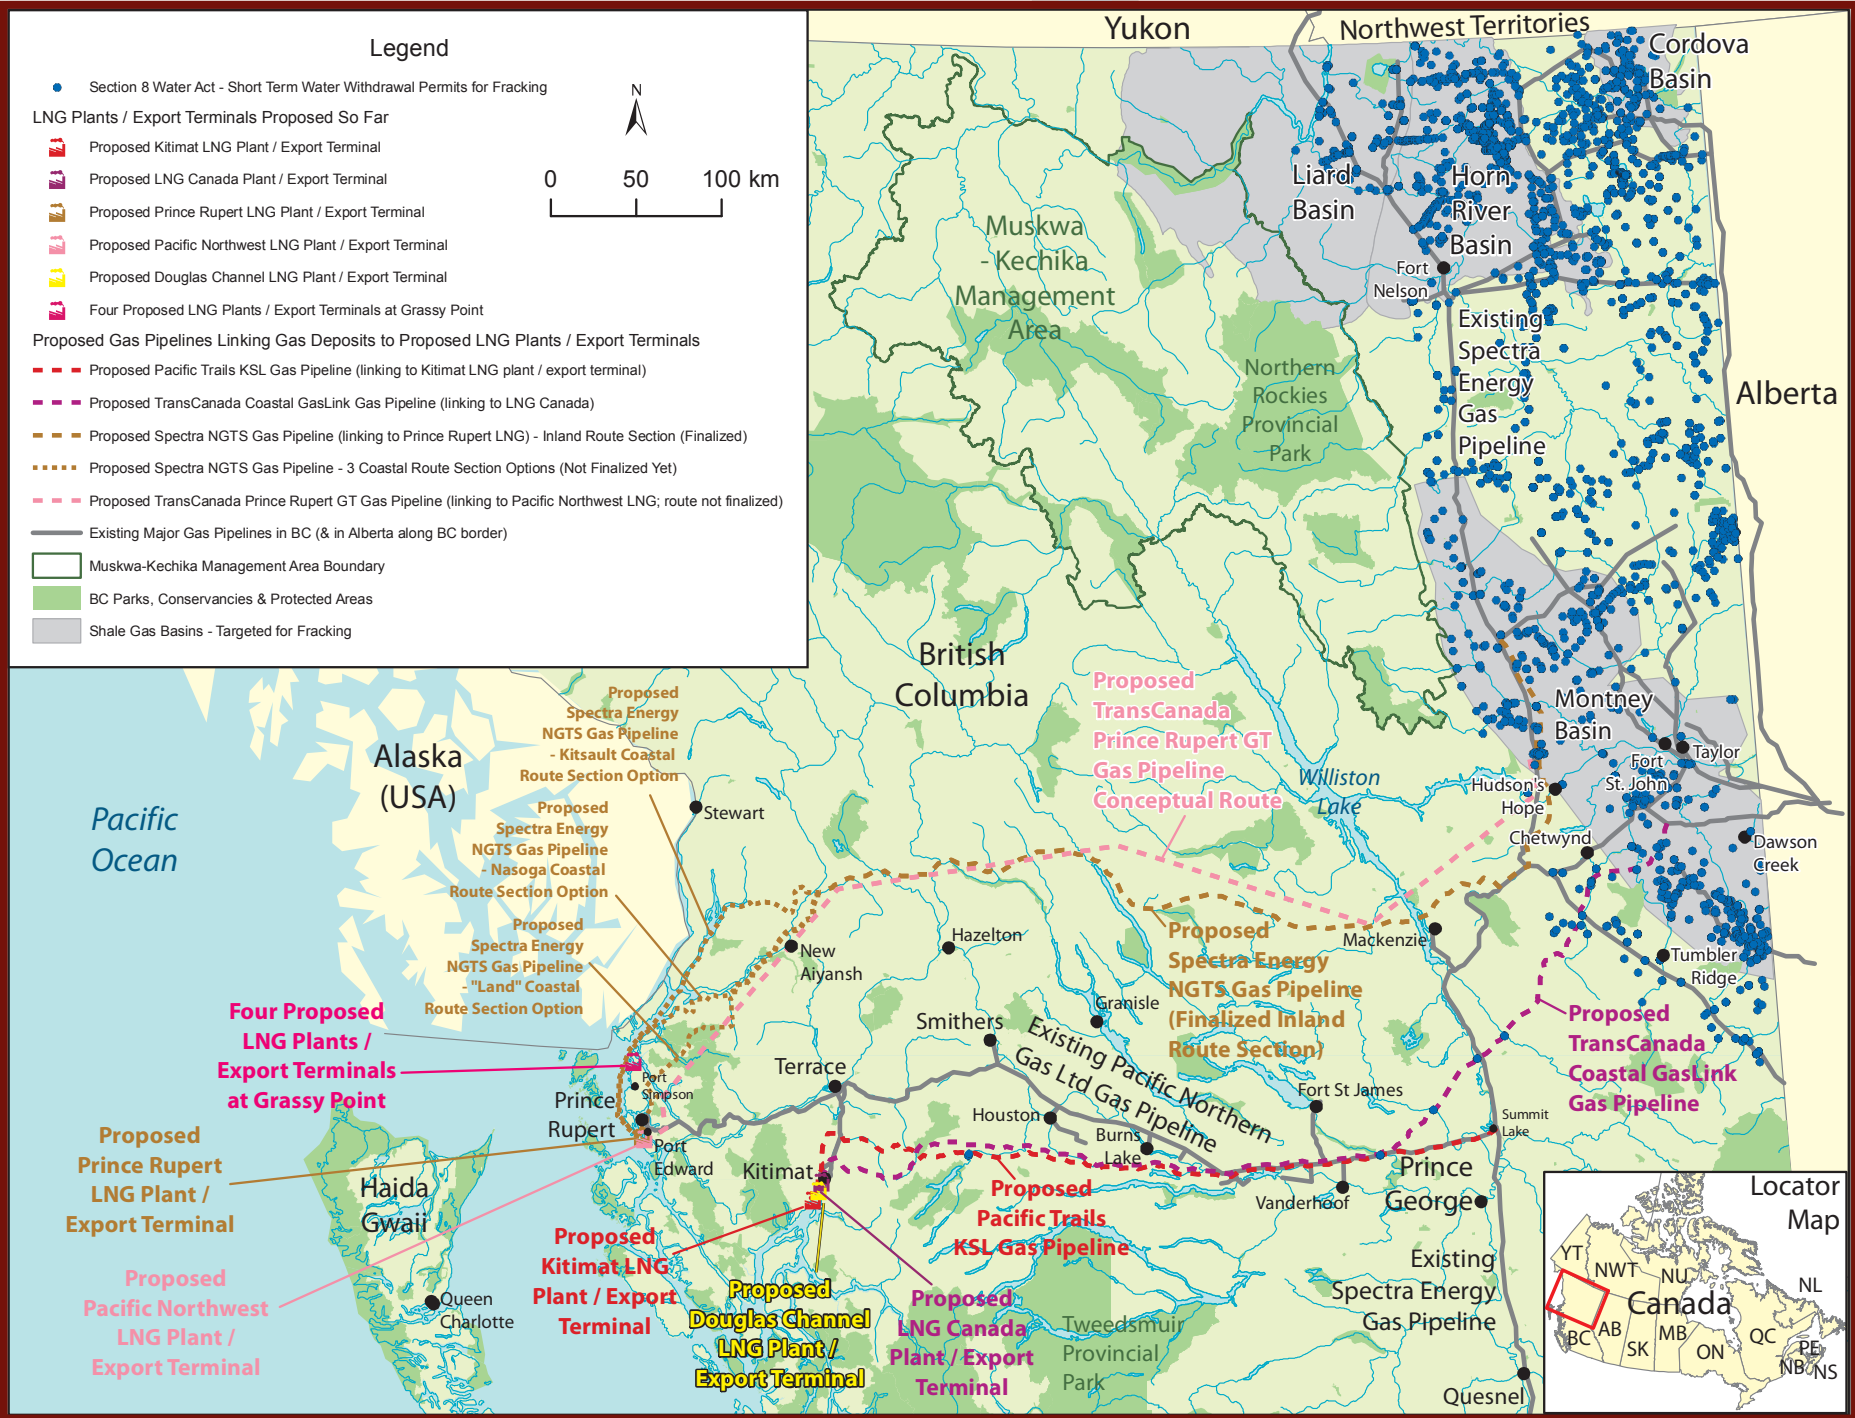 Legend
Section 8 Water Act - Short Term Water Withdrawal Permits for Fracking
LNG Plants / Export Terminals Proposed So Far
Proposed Kitimat LNG Plant / Export Terminal
Proposed LNG Canada Plant / Export Terminal
Proposed Prince Rupert LNG Plant / Export Terminal
Proposed Pacific Northwest LNG Plant / Export Terminal
Proposed Douglas Channel LNG Plant / Export Terminal
Four Proposed LNG Plants / Export Terminals at Grassy Point
Proposed Gas Pipelines Linking Gas Deposits to Proposed LNG Plants / Export Terminals
Proposed Pacific Trails KSL Gas Pipeline (linking to Kitimat LNG plant / export terminal)
Proposed TransCanada Coastal GasLink Gas Pipeline (linking to LNG Canada)
Proposed Spectra NGTS Gas Pipeline (linking to Prince Rupert LNG) - Inland Route Section (Finalized)
Proposed Spectra NGTS Gas Pipeline - 3 Coastal Route Section Options (Not Finalized Yet)
Proposed TransCanada Prince Rupert GT Gas Pipeline (linking to Pacific Northwest LNG; route not finalized)
Existing Major Gas Pipelines in BC (& in Alberta along BC border)
Muskwa-Kechika Management Area Boundary
BC Parks, Conservancies & Protected Areas
Shale Gas Basins - Targeted for Fracking
N
0 50 100 km
Yukon
Northwest Territories
Cordova
Basin
Liard
Basin
Horn
River
Basin
Fort
Nelson
Muskwa
- Kechika
Management
Area
Northern
Rockies
Provincial
Park
Existing
Spectra
Energy
Gas
Pipeline
Alberta
British
Columbia
Montney
Basin
Taylor
Fort
St. John
Hudson's
Hope
Chetwynd
Dawson
Creek
Williston
Lake
Proposed
TransCanada
Prince Rupert GT
Gas Pipeline
Conceptual Route
Proposed
Spectra Energy
NGTS Gas Pipeline
- Kitsault Coastal
Route Section Option
Alaska
(USA)
Pacific
Ocean
Stewart
Proposed
Spectra Energy
NGTS Gas Pipeline
- Nasoga Coastal
Route Section Option
Proposed
Spectra Energy
NGTS Gas Pipeline
- "Land" Coastal
Route Section Option
New
Aiyansh
Hazelton
Mackenzie
Proposed
Spectra Energy
NGTS Gas Pipeline
(Finalized Inland
Route Section)
Tumbler
Ridge
Granisle
Smithers
Existing Pacific Northern
Gas Ltd Gas Pipeline
Proposed
TransCanada
Coastal GasLink
Gas Pipeline
Four Proposed
LNG Plants /
Export Terminals
at Grassy Point
Terrace
Port
Simpson
Prince
Rupert
Port
Edward
Houston
Burns
Lake
Fort St James
Summit
Lake
Proposed
Prince Rupert
LNG Plant /
Export Terminal
Haida
Gwaii
Kitimat
Vanderhoof
Prince
George
Proposed
Pacific Trails
KSL Gas Pipeline
Proposed
Kitimat LNG
Plant / Export
Terminal
Proposed
Pacific Northwest
LNG Plant /
Export Terminal
Queen
Charlotte
Proposed
Douglas Channel
LNG Plant /
Export Terminal
Proposed
LNG Canada
Plant / Export
Terminal
Tweedsmuir
Provincial
Park
Existing
Spectra Energy
Gas Pipeline
Quesnel
Locator
Map
YT
NWT
NU
NL
Canada
BC
AB
SK
MB
ON
QC
PE
NB
NS